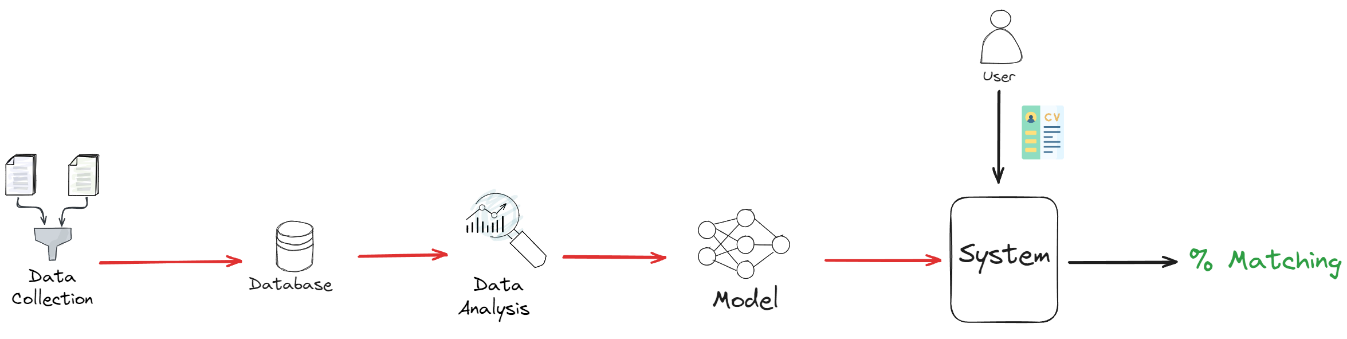 User
CV
Data
Collection
Database
Data
Analysis
Model
System
% Matching